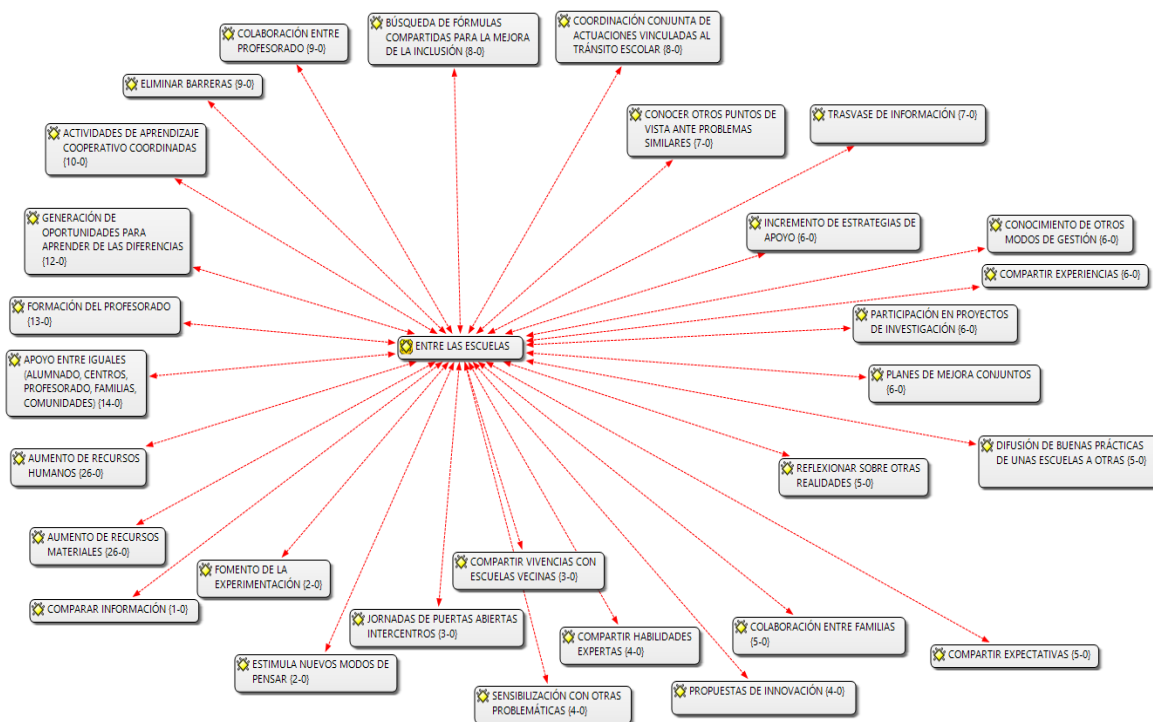 COLABORACIÓN ENTRE
PROFESORADO {9-0}
BÚSQUEDA DE FÓRMULAS
COMPARTIDAS PARA LA MEJORA
DE LA INCLUSIÓN {8-0}
COORDINACIÓN CONJUNTA DE
ACTUACIONES VINCULADAS AL
TRÁNSITO ESCOLAR {8-0}
ELIMINAR BARRERAS {9-0}
CONOCER OTROS PUNTOS DE
VISTA ANTE PROBLEMAS
SIMILARES {7-0}
TRASVASE DE INFORMACIÓN {7-0}
ACTIVIDADES DE APRENDIZAJE
COOPERATIVO COORDINADAS
{10-0}
GENERACIÓN DE
OPORTUNIDADES PARA
APRENDER DE LAS DIFERENCIAS
{12-0}
INCREMENTO DE ESTRATEGIAS DE
APOYO {6-0}
CONOCIMIENTO DE OTROS
MODOS DE GESTIÓN {6-0}
COMPARTIR EXPERIENCIAS {6-0}
FORMACIÓN DEL PROFESORADO
{13-0}
PARTICIPACIÓN EN PROYECTOS
DE INVESTIGACIÓN {6-0}
ENTRE LAS ESCUELAS
APOYO ENTRE IGUALES
(ALUMNADO, CENTROS,
PROFESORADO, FAMILIAS,
COMUNIDADES) {14-0}
PLANES DE MEJORA CONJUNTOS
{6-0}
AUMENTO DE RECURSOS
HUMANOS {26-0}
REFLEXIONAR SOBRE OTRAS
REALIDADES {5-0}
DIFUSIÓN DE BUENAS PRÁCTICAS
DE UNAS ESCUELAS A OTRAS {5-0}
AUMENTO DE RECURSOS
MATERIALES {26-0}
FOMENTO DE LA
EXPERIMENTACIÓN {2-0}
COMPARTIR VIVENCIAS CON
ESCUELAS VECINAS {3-0}
COMPARAR INFORMACIÓN {1-0}
JORNADAS DE PUERTAS ABIERTAS
INTERCENTROS {3-0}
COMPARTIR HABILIDADES
EXPERTAS {4-0}
COLABORACIÓN ENTRE FAMILIAS
{5-0}
COMPARTIR EXPECTATIVAS {5-0}
ESTIMULA NUEVOS MODOS DE
PENSAR {2-0}
SENSIBILIZACIÓN CON OTRAS
PROBLEMÁTICAS {4-0}
PROPUESTAS DE INNOVACIÓN {4-0}